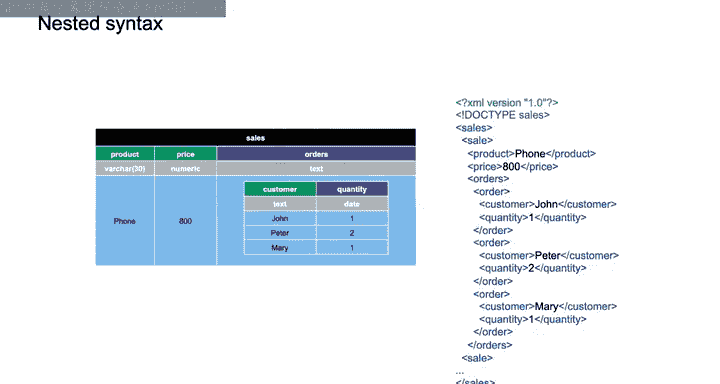 Nested syntax
sales
product price orders
varchar(30) numeric text
customer quantity
text date
Phone 800
John 1
Peter 2
Mary 1
<?xml version "1.0"?>
<!DOCTYPE sales>
<sales>
<sale>
<product>Phone</product>
<price>800</price>
<orders>
<order>
<customer>John</customer>
<quantity>1</quantity>
</order>
<order>
<customer>Peter</customer>
<quantity>2</quantity>
</order>
<order>
<customer>Mary</customer>
<quantity>1</quantity>
</order>
</orders>
<sale>
...
</sales>